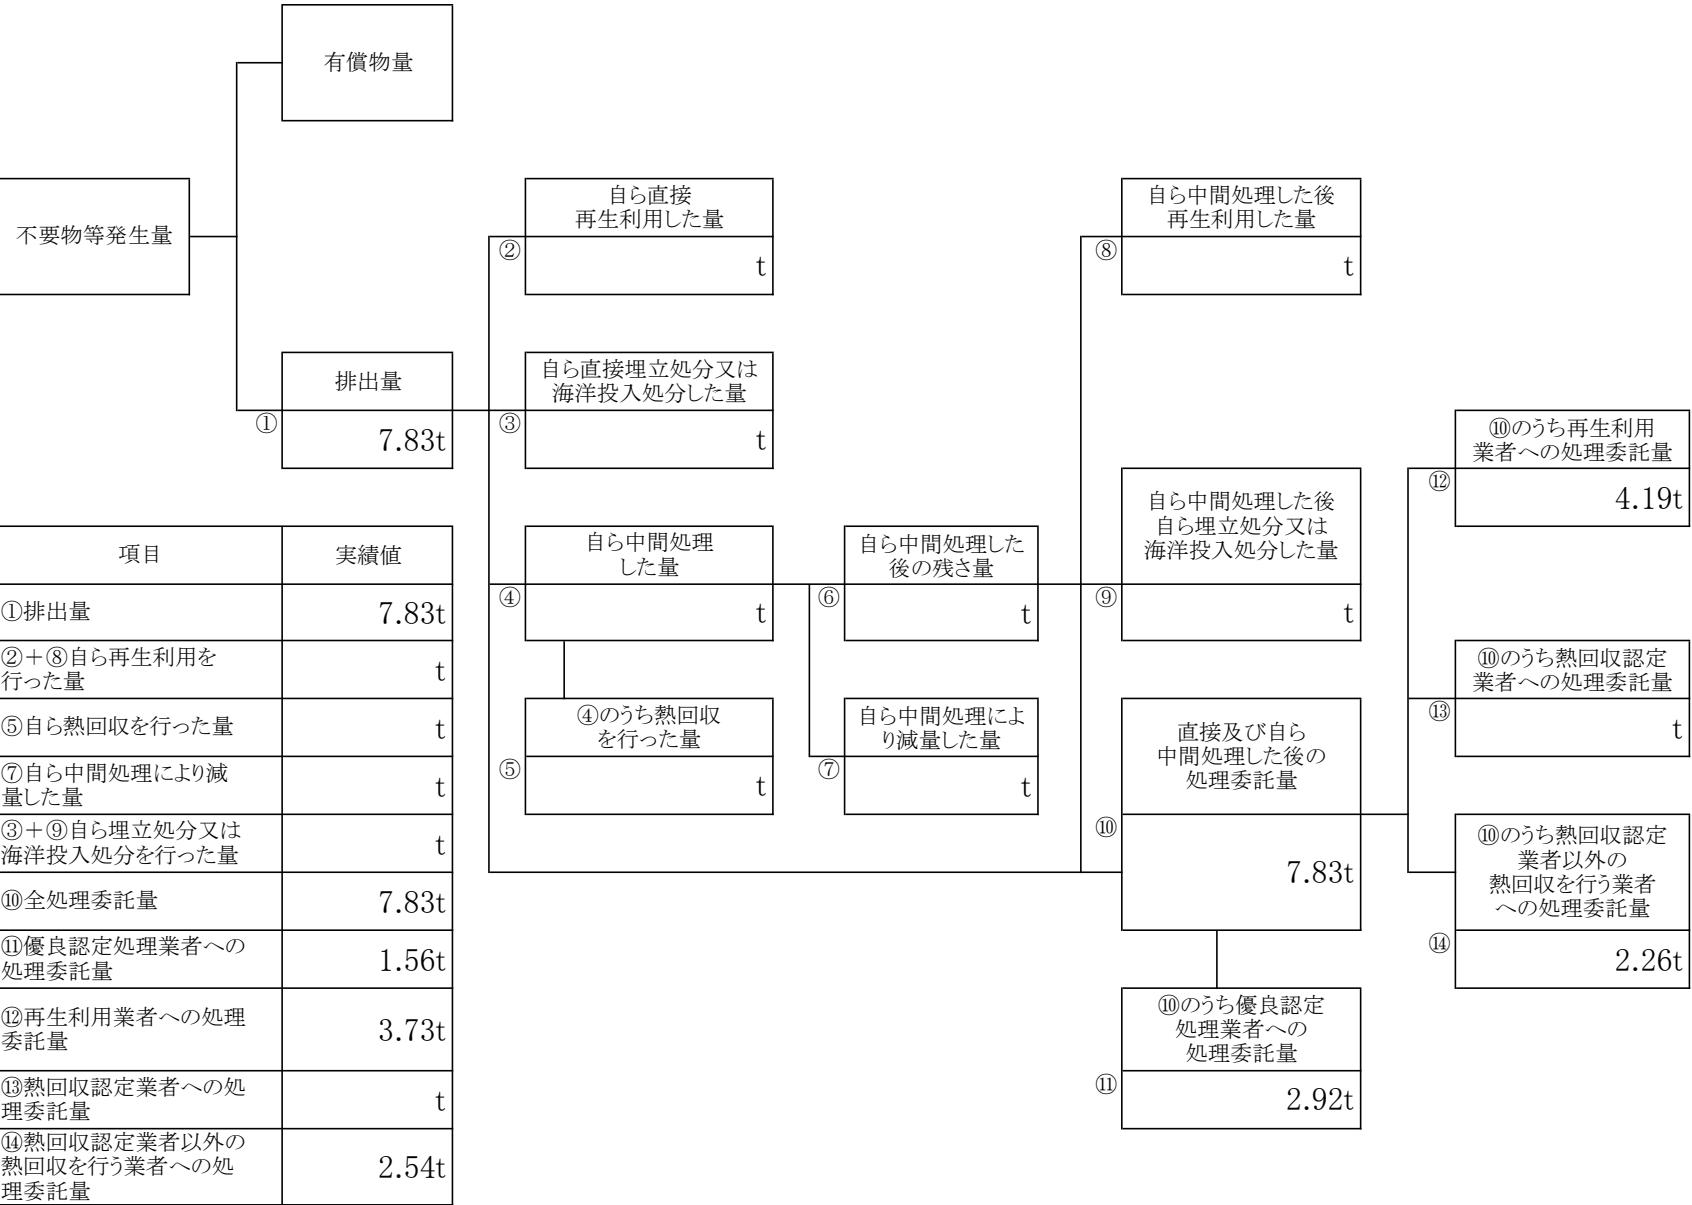 有償物量
不要物等発生量
自ら直接
再生利用した量
②
t
自ら中間処理した後
再生利用した量
⑧
t
排出量
①
7.83t
自ら直接埋立処分又は
海洋投入処分した量
③
t
⑩のうち再生利用
業者への処理委託量
⑫
4.19t
自ら中間処理
した量
④
t
自ら中間処理した
後の残さ量
⑥
t
自ら中間処理した後
自ら埋立処分又は
海洋投入処分した量
⑨
t
⑩のうち熱回収認定
業者への処理委託量
⑬
t
④のうち熱回収
を行った量
⑤
t
自ら中間処理によ
り減量した量
⑦
t
直接及び自ら
中間処理した後の
処理委託量
⑩
7.83t
⑩のうち熱回収認定
業者以外の
熱回収を行う業者
への処理委託量
⑭
2.26t
⑩のうち優良認定
処理業者への
処理委託量
⑪
2.92t
項目
実績値
①排出量
7.83t
②＋⑧自ら再生利用を
行った量
t
⑤自ら熱回収を行った量
t
⑦自ら中間処理により減
量した量
t
③＋⑨自ら埋立処分又は
海洋投入処分を行った量
t
⑩全処理委託量
7.83t
⑪優良認定処理業者への
処理委託量
1.56t
⑫再生利用業者への処理
委託量
3.73t
⑬熱回収認定業者への処
理委託量
t
⑭熱回収認定業者以外の
熱回収を行う業者への処
理委託量
2.54t